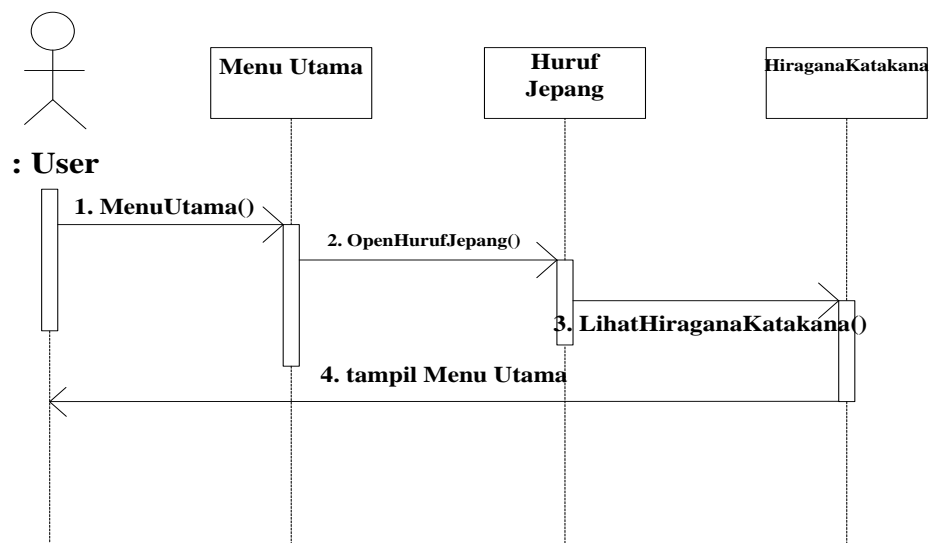 Menu Utama
Huruf
Jepang
HiraganaKatakana
: User
1. MenuUtama()
2. OpenHurufJepang()
3. LihatHiraganaKatakana()
4. tampil Menu Utama